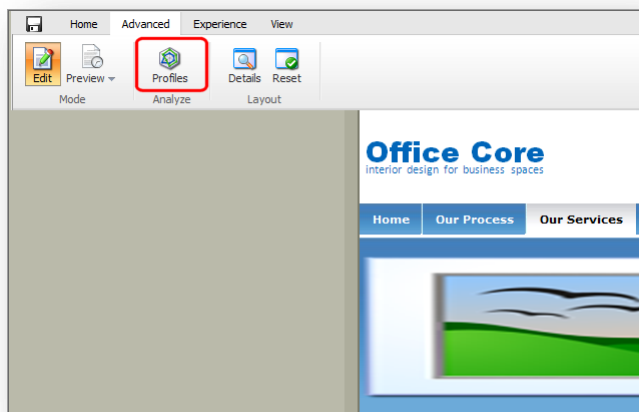 Home Advanced Experience View
Edit Preview Profiles Details Reset
Mode Analyze Layout
Office Core
interior design for business spaces
Home Our Process Our Services